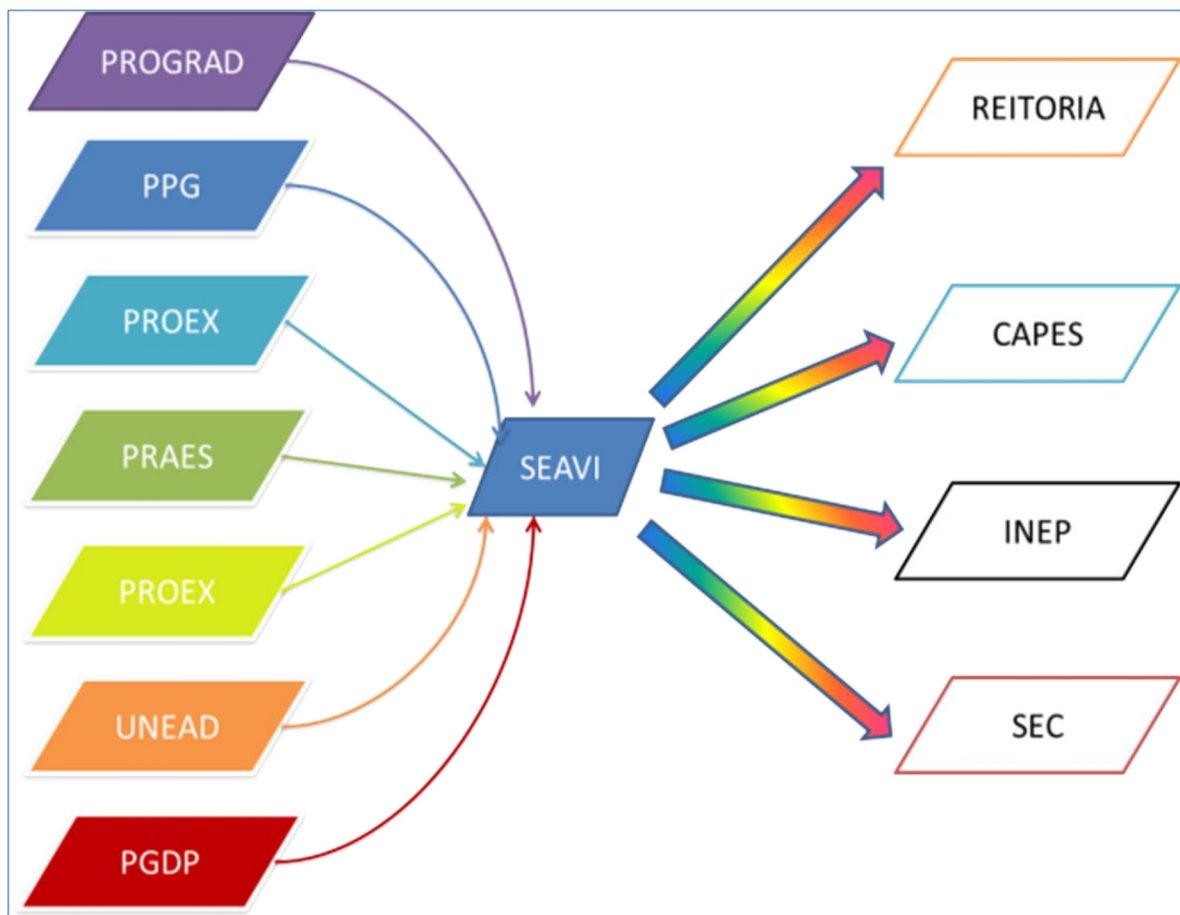 PROGRAD
PPG
PROEX
PRAES
PROEX
UNEAD
PGDP
SEAVI
REITORIA
CAPES
INEP
SEC